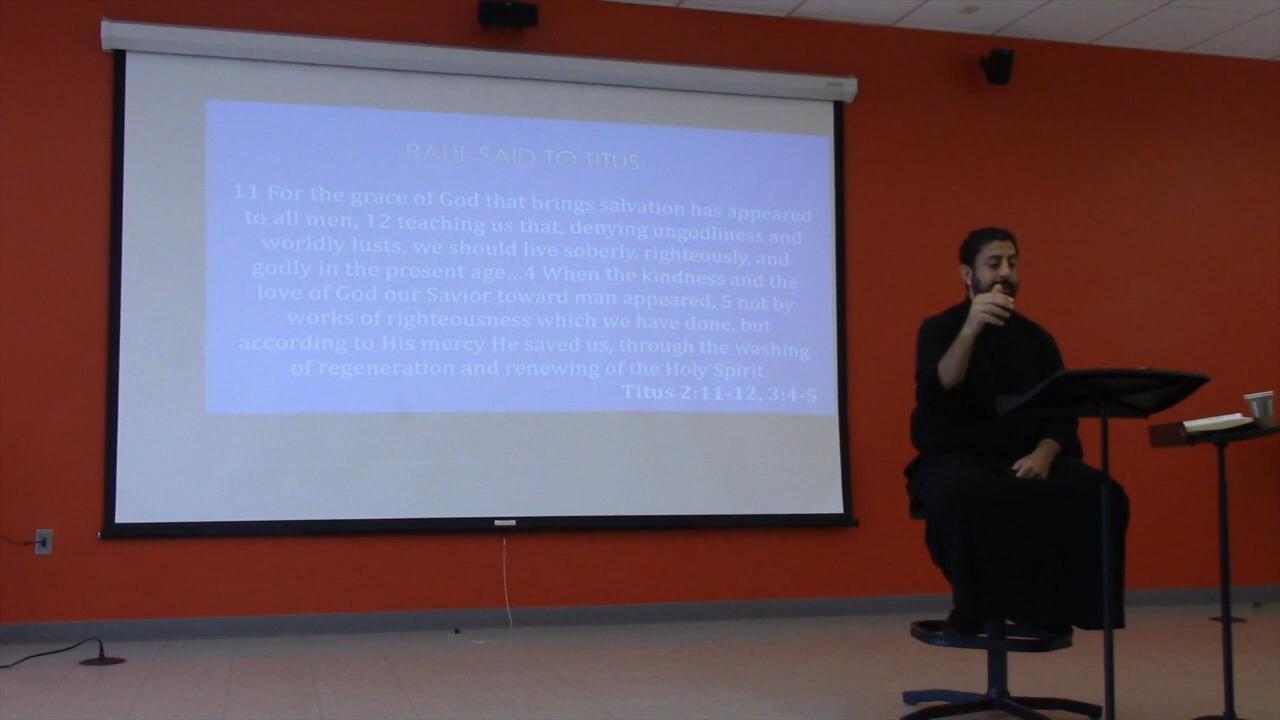 PAUL SAID TO TITUS...
11 For the grace of God that brings salvation has appeared
to all men, 12 teaching us that, denying ungodliness and
worldly lusts, we should live soberly, righteously, and
godly in the present age...4 When the kindness and the
love of God our Savior toward man appeared, 5 not by
works of righteousness which we have done, but
according to His mercy He saved us, through the washing
of regeneration and renewing of the Holy Spirit.
Titus 2:11-12, 3:4-5